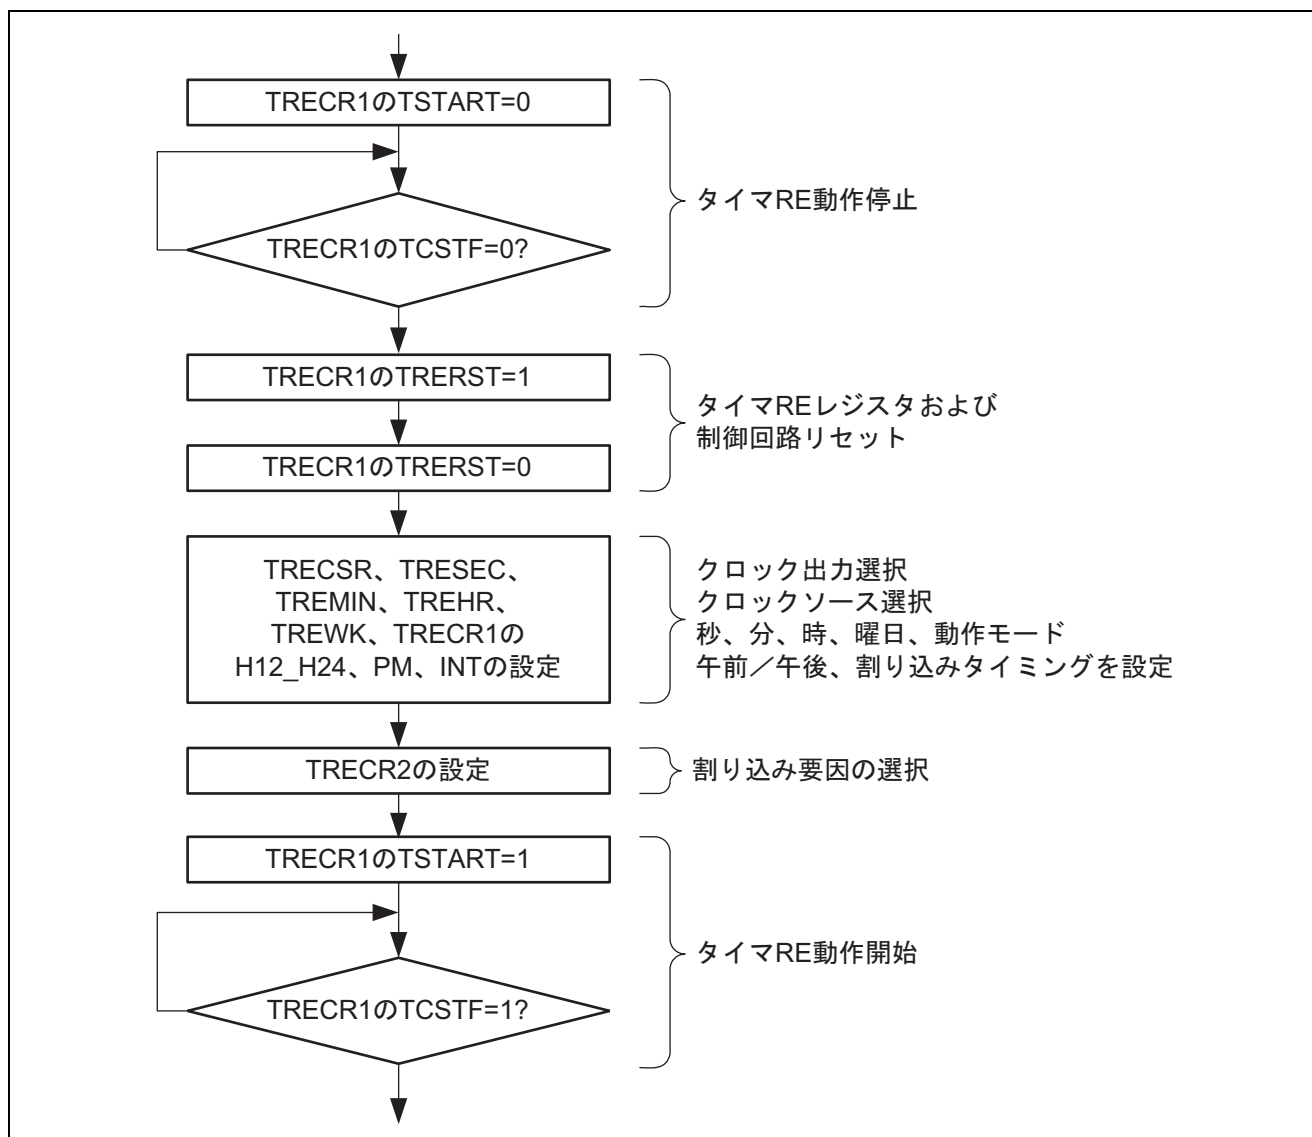 TRECR1のTSTART=0
TRECR1のTCSTF=0?
タイマRE動作停止
TRECR1のTRERST=1
TRECR1のTRERST=0
タイマREレジスタおよび
制御回路リセット
TRECSR、TRESEC、
TREMIN、TREHR、
TREWK、TRECR1の
H12_H24、PM、INTの設定
クロック出力選択
クロックソース選択
秒、分、時、曜日、動作モード
午前／午後、割り込みタイミングを設定
TRECR2の設定
割り込み要因の選択
TRECR1のTSTART=1
TRECR1のTCSTF=1?
タイマRE動作開始